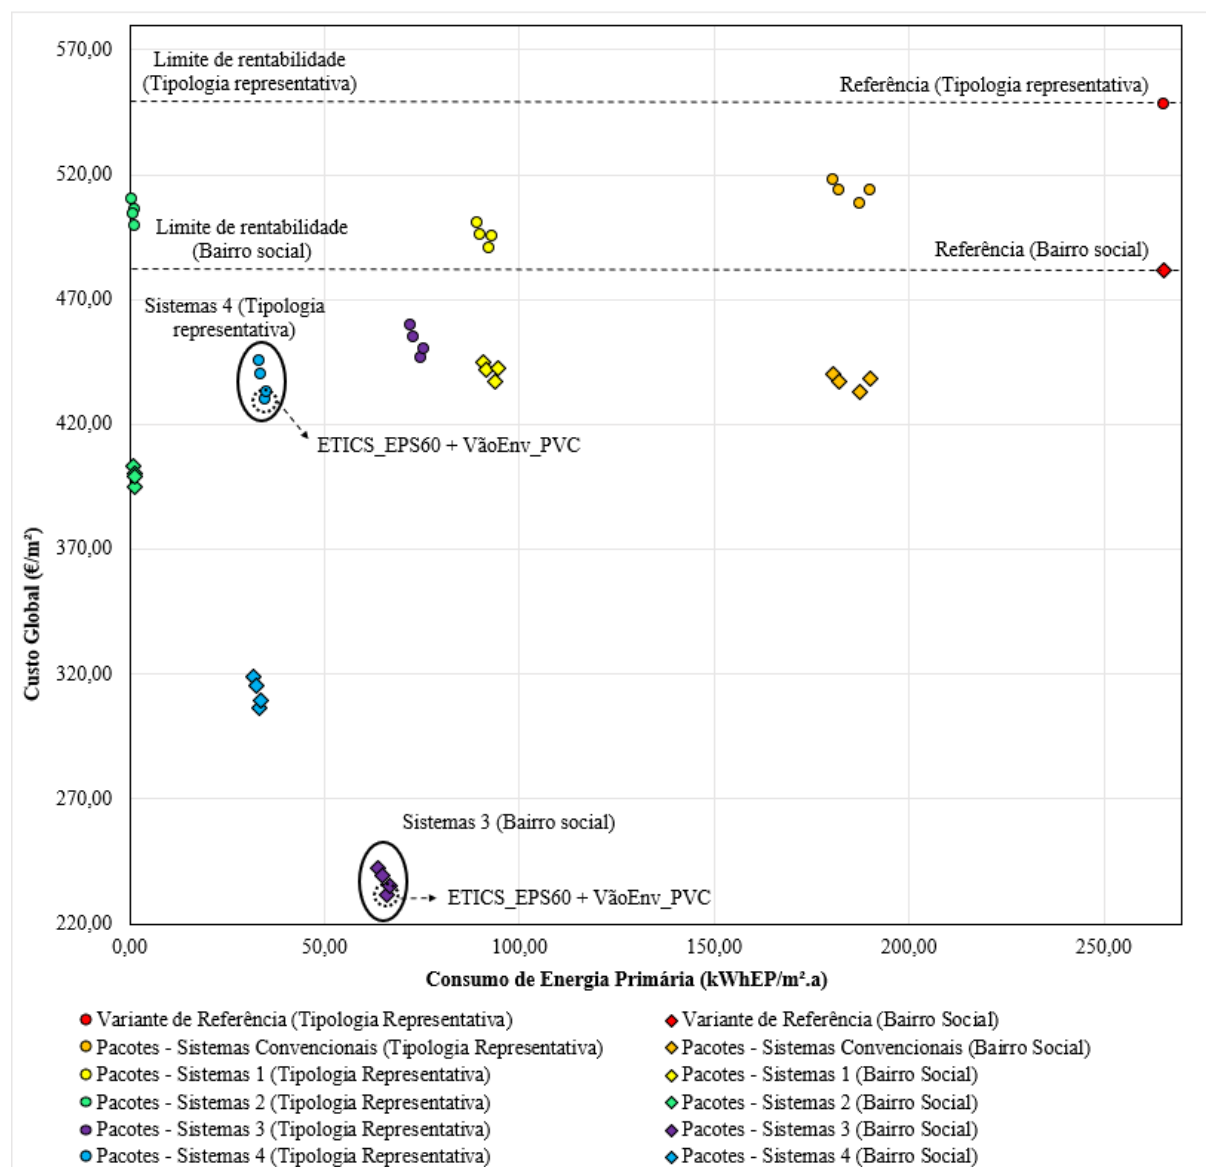 570,00
Limite de rentabilidade
(Tipologia representativa)
Referência (Tipologia representativa)
520,00
Limite de rentabilidade
(Bairro social)
Referência (Bairro social)
470,00
Sistemas 4 (Tipologia
representativa)
420,00
ETICS_EPS60 + VãoEnv_PVC
370,00
Custo Global (€/m²)
320,00
270,00
Sistemas 3 (Bairro social)
ETICS_EPS60 + VãoEnv_PVC
220,00
0,00 50,00 100,00 150,00 200,00 250,00
Consumo de Energia Primária (kWhEP/m².a)
Variante de Referência (Tipologia Representativa)
Variante de Referência (Bairro Social)
Pacotes - Sistemas Convencionais (Tipologia Representativa)
Pacotes - Sistemas Convencionais (Bairro Social)
Pacotes - Sistemas 1 (Tipologia Representativa)
Pacotes - Sistemas 1 (Bairro Social)
Pacotes - Sistemas 2 (Tipologia Representativa)
Pacotes - Sistemas 2 (Bairro Social)
Pacotes - Sistemas 3 (Tipologia Representativa)
Pacotes - Sistemas 3 (Bairro Social)
Pacotes - Sistemas 4 (Tipologia Representativa)
Pacotes - Sistemas 4 (Bairro Social)